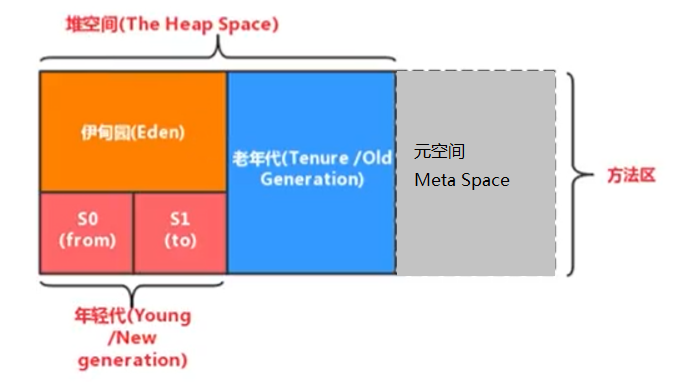 堆空间(The Heap Space)
伊甸园(Eden)
老年代(Tenure /Old
Generation)
元空间
Meta Space
方法区
S0
(from)
S1
(to)
年轻代(Young
/New
generation)